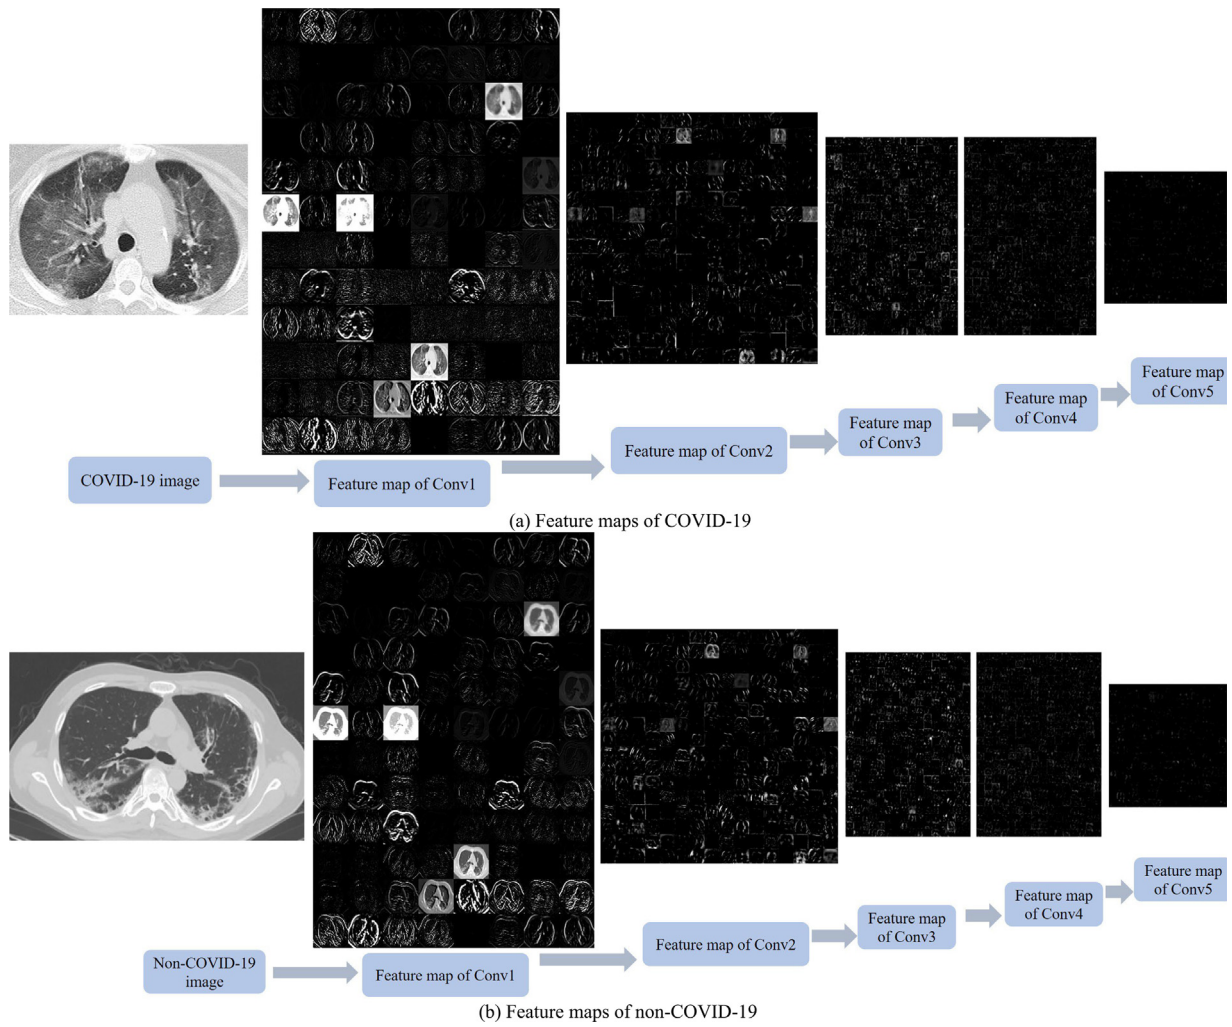 COVID-19 image
Feature map of Conv1
Feature map of Conv2
Feature map
of Conv3
Feature map
of Conv4
Feature map
of Conv5
(a) Feature maps of COVID-19
Non-COVID-19
image
Feature map of Conv1
Feature map of Conv2
Feature map
of Conv3
Feature map
of Conv4
Feature map
of Conv5
(b) Feature maps of non-COVID-19